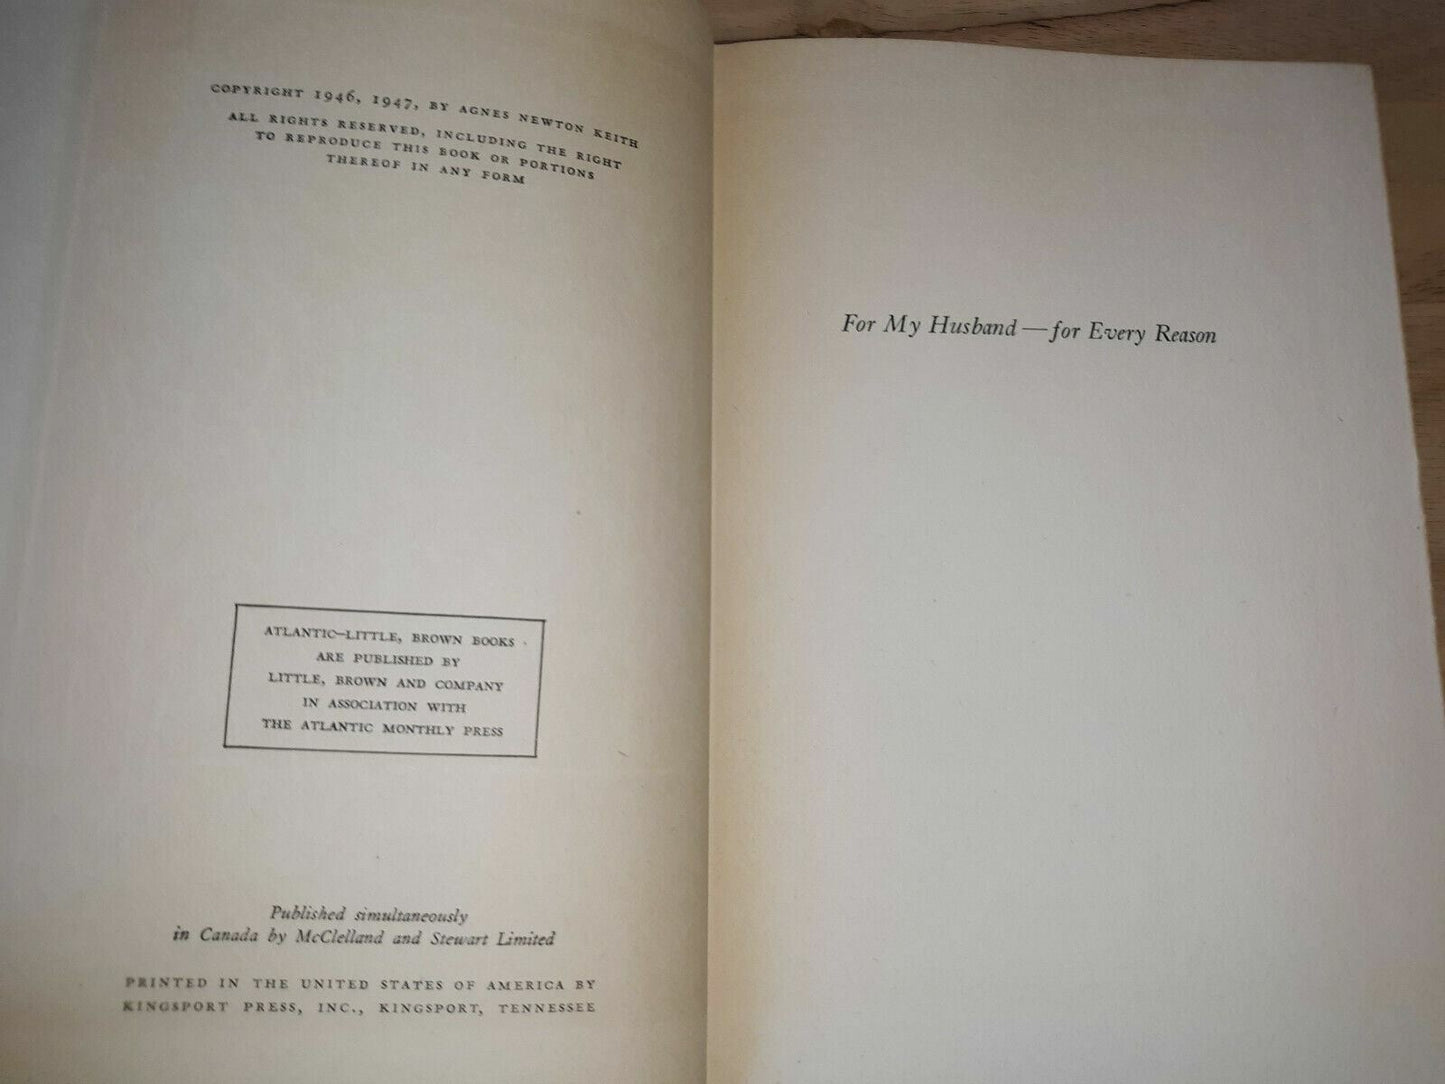 COPYRIGHT 1946, 1947, BY AGNES NEWTON KEITH
ALL RIGHTS RESERVED, INCLUDING THE RIGHT
TO REPRODUCE THIS BOOK OR PORTIONS
THEREOF IN ANY FORM
ATLANTIC—LITTLE, BROWN BOOKS
ARE PUBLISHED BY
LITTLE, BROWN AND COMPANY
IN ASSOCIATION WITH
THE ATLANTIC MONTHLY PRESS
Published simultaneously
in Canada by McClelland and Stewart Limited
PRINTED IN THE UNITED STATES OF AMERICA BY
KINGSPORT PRESS, INC., KINGSPORT, TENNESSEE
For My Husband — for Every Reason